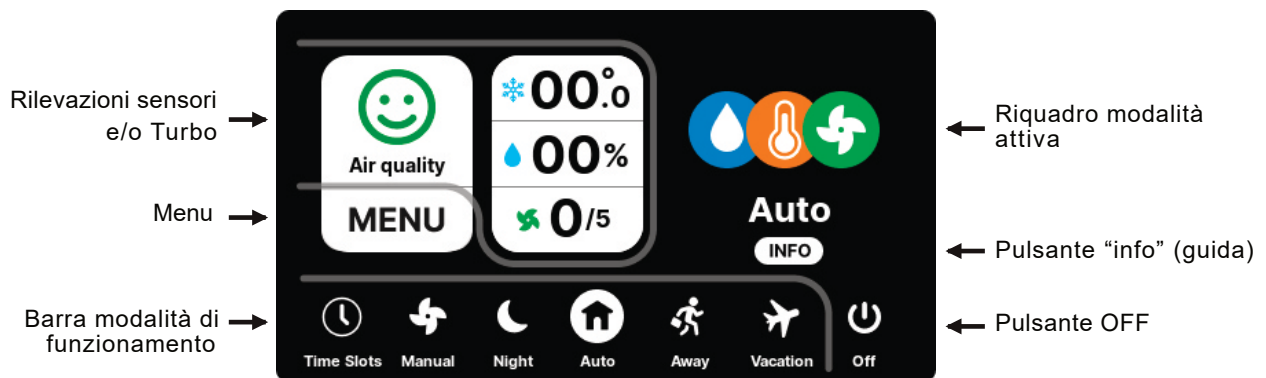 Rilevazioni sensori
e/o Turbo
Menu
Barra modalità di
funzionamento
Air quality
MENU
00.°0
00%
0/5
Auto
INFO
Time Slots
Manual
Night
Auto
Away
Vacation
Off
Riquadro modalità
attiva
Pulsante “info” (guida)
Pulsante OFF